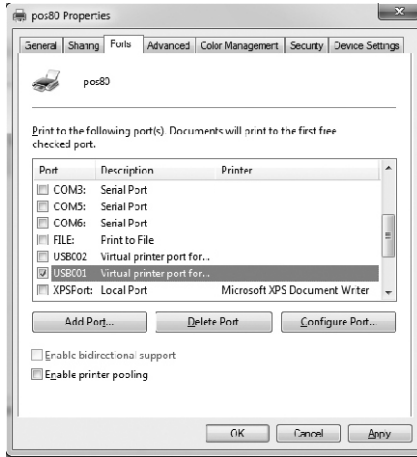 pos80 Properties
General Sharing Ports Advanced Color Management Security Device Settings
pos80
Print to the following port(s). Documents will print to the first free
checked port.
Port Description Printer
COM3: Serial Port
COM5: Serial Port
COM6: Serial Port
FILE: Print to File
USB002 Virtual printer port for...
USB001 Virtual printer port for...
XPSPort: Local Port Microsoft XPS Document Writer
Add Port... Delete Port Configure Port...
Enable bidirectional support
Enable printer pooling
OK Cancel Apply